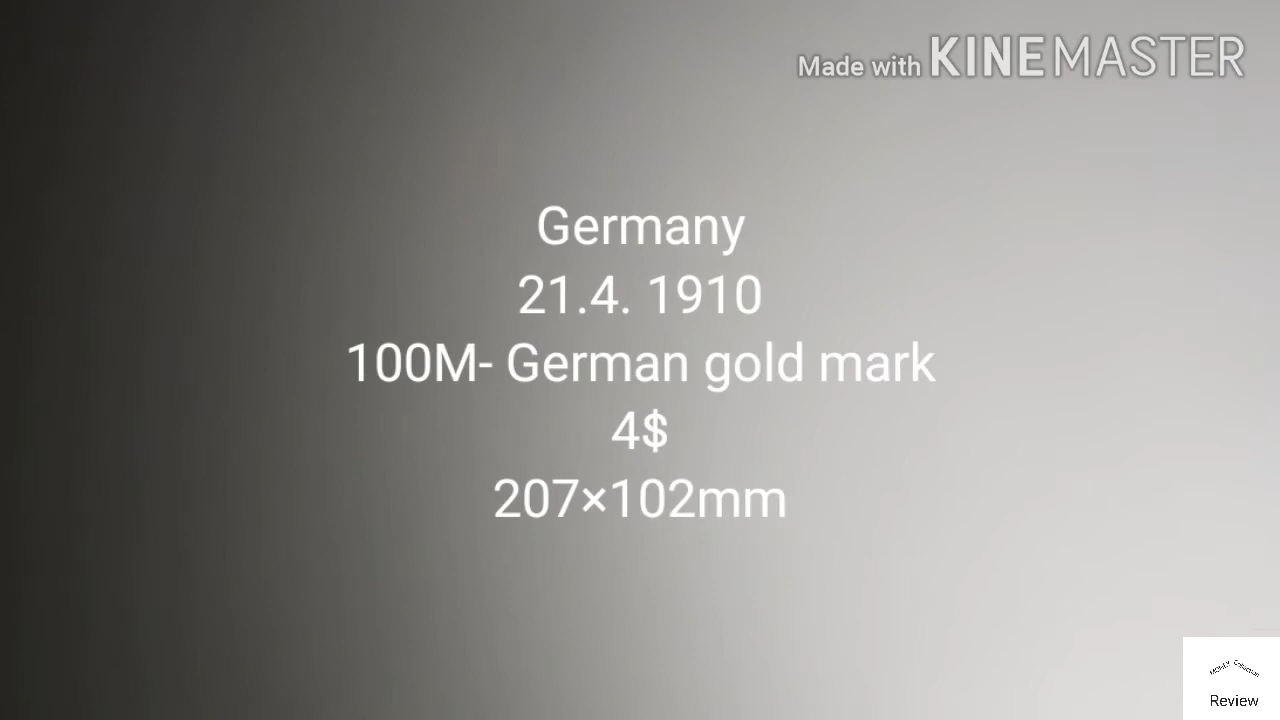 Made with KINEMASTER
Germany
21.4. 1910
100M- German gold mark
4$
207×102mm
Review